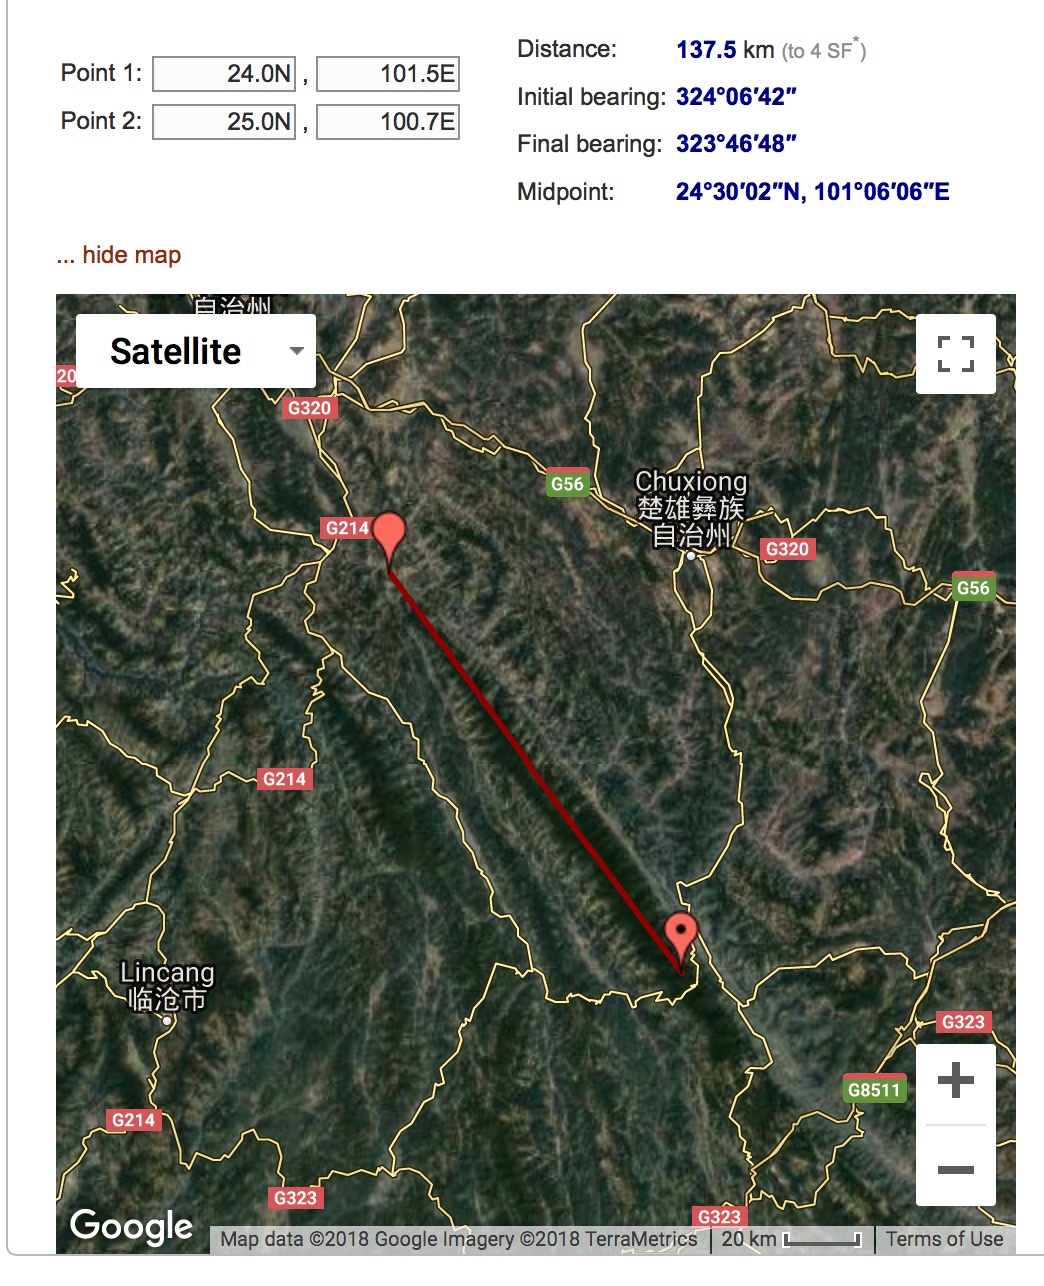 Point 1: 24.0N , 101.5E
Point 2: 25.0N , 100.7E
Distance: 137.5 km (to 4 SF*)
Initial bearing: 324°06′42″
Final bearing: 323°46′48″
Midpoint: 24°30′02″N, 101°06′06″E
... hide map
自治州
Satellite
20
G320
G56
Chuxiong
楚雄彝族
自治州
G214
G320
G56
G214
Lincang
临沧市
G323
G8511
G214
G323
G323
Google
Map data ©2018 Google Imagery ©2018 TerraMetrics
20 km
Terms of Use